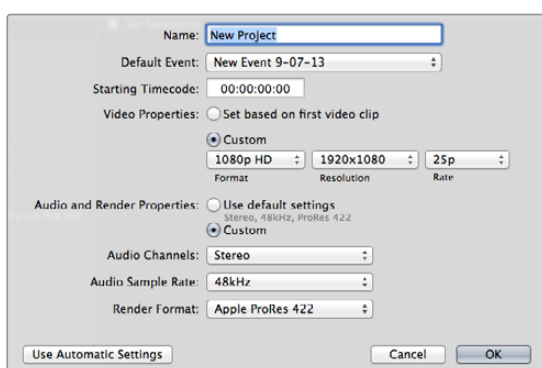 Name: New Project
Default Event: New Event 9-07-13
Starting Timecode: 00:00:00:00
Video Properties: Set based on first video clip
Custom
1080p HD 1920x1080 25p
Format Resolution Rate
Audio and Render Properties: Use default settings
Stereo, 48kHz, ProRes 422
Custom
Audio Channels: Stereo
Audio Sample Rate: 48kHz
Render Format: Apple ProRes 422
Use Automatic Settings Cancel OK